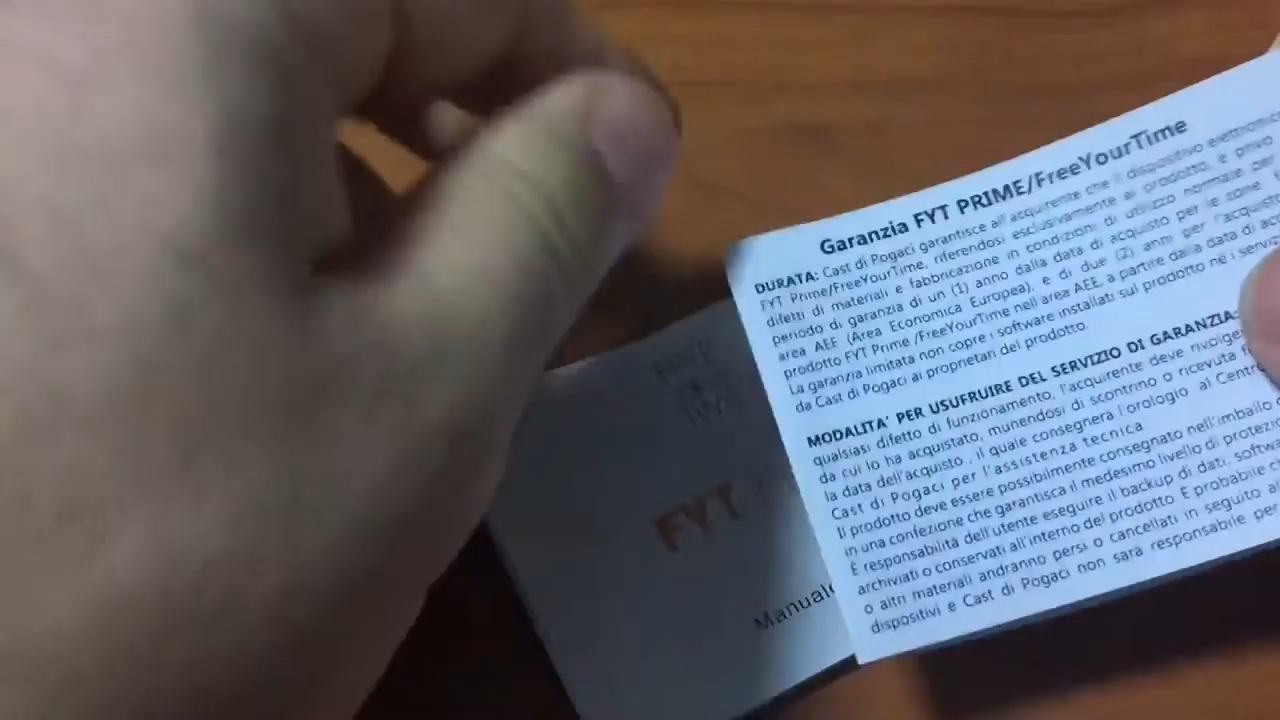 Garanzia FYT PRIME/FreeYourTime
DURATA: Cast di Pogaci garantisce all'acquirente che il dispositivo elettronico
FYT Prime/FreeYourTime, riferendosi esclusivamente al prodotto, è privo
difetti di materiali e fabbricazione in condizioni di utilizzo normale per
periodo di garanzia di un (1) anno dalla data di acquisto per le zone
area AEE (Area Economica Europea), e di due (2) anni per l'acquisto
prodotto FYT Prime /FreeYourTime nell area AEE, a partire dalla data di
La garanzia limitata non copre i software installati sul prodotto né i servizi
da Cast di Pogaci ai proprietari del prodotto.
MODALITA' PER USUFRUIRE DEL SERVIZIO DI GARANZIA:
qualsiasi difetto di funzionamento, l'acquirente deve rivolgersi
da cui lo ha acquistato, munendosi di scontrino o ricevuta
la data dell'acquisto , il quale consegnerà l'orologio al Centro
Cast di Pogaci per l'assistenza tecnica.
Il prodotto deve essere possibilmente consegnato nell'imballo
in una confezione che garantisca il medesimo livello di protezi
È responsabilità dell'utente eseguire il backup di dati, softwa
archiviati o conservati all'interno del prodotto. È probabile
o altri materiali andranno persi o cancellati in seguito
dispositivi e Cast di Pogaci non sarà responsabile per
FYT
Manuale